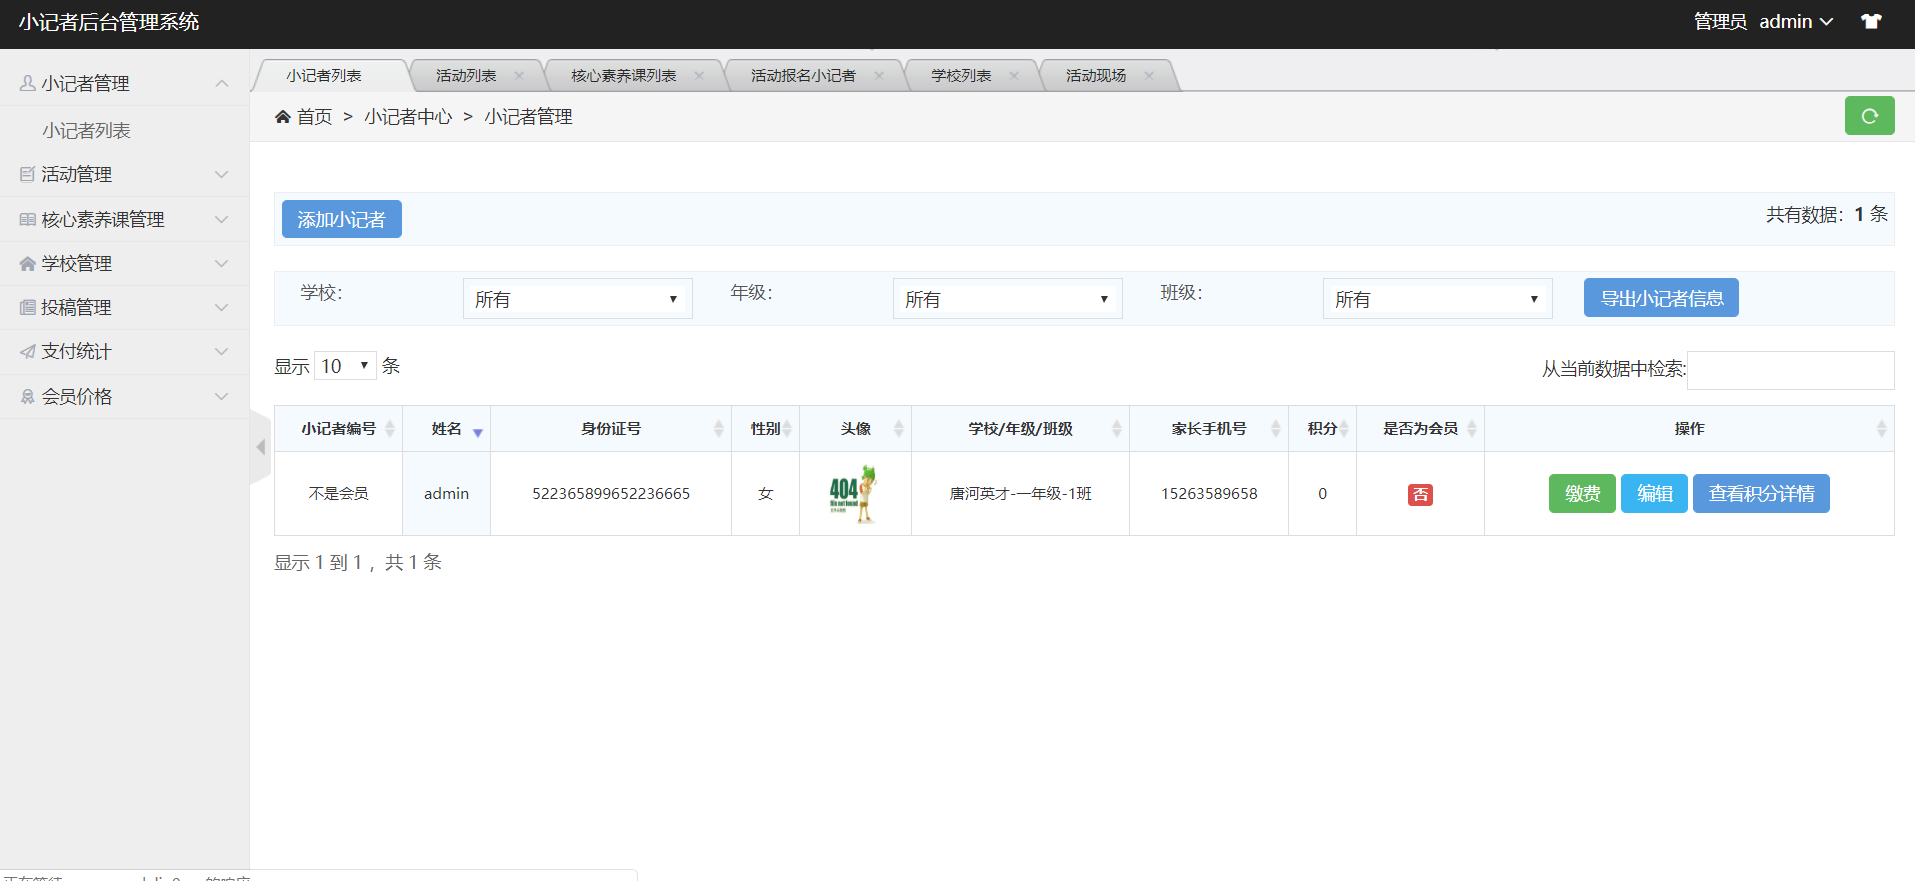 小记者后台管理系统
管理员 admin
小记者管理
小记者列表
活动管理
核心素养课管理
学校管理
投稿管理
支付统计
会员价格
小记者列表 活动列表 核心素养课列表 活动报名小记者 学校列表 活动现场
首页 > 小记者中心 > 小记者管理
添加小记者 共有数据：1 条
学校： 所有 年级： 所有 班级： 所有 导出小记者信息
显示 10 条 从当前数据中检索:
小记者编号 姓名 身份证号 性别 头像 学校/年级/班级 家长手机号 积分 是否为会员 操作
不是会员 admin 522365899652236665 女 404 唐河英才-一年级-1班 15263589658 0 否 缴费 编辑 查看积分详情
显示 1 到 1 ，共 1 条